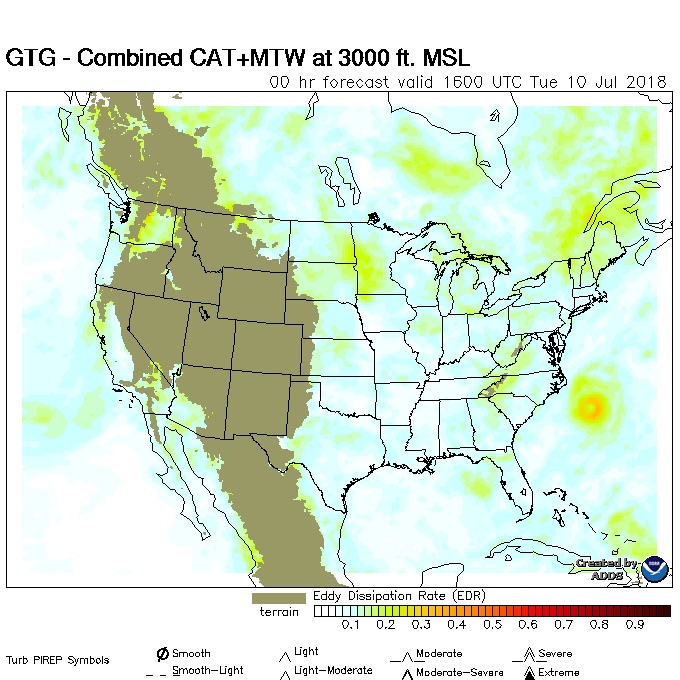 GTG - Combined CAT+MTW at 3000 ft. MSL
00 hr forecast valid 1600 UTC Tue 10 Jul 2018
Created by
ADDS
terrain
Eddy Dissipation Rate (EDR)
0.1 0.2 0.3 0.4 0.5 0.6 0.7 0.8 0.9
Turb PIREP Symbols
Smooth
Light
Moderate
Severe
Smooth-Light
Light-Moderate
Moderate-Severe
Extreme